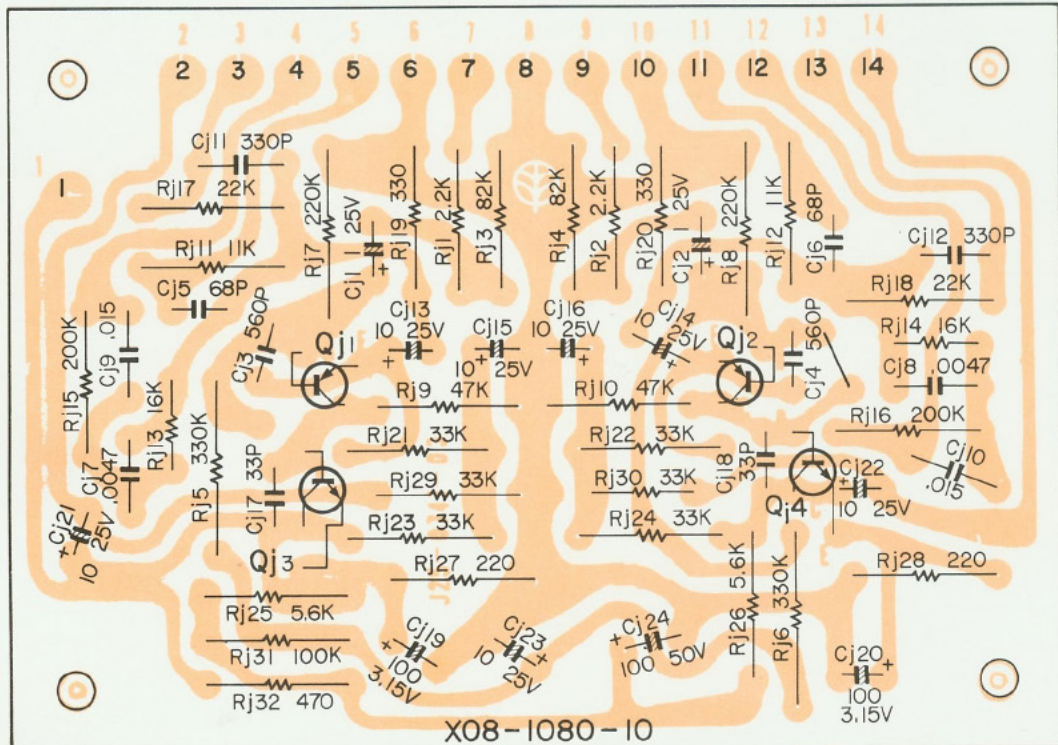 2 3 4 5 6 7 8 9 10 11 12 13 14
2 3 4 5 6 7 8 9 10 11 12 13 14
1
1
Cj11 330P
Rj17 22K
Rj11 11K
Cj5 68P
Cj3 560P
Rj15 200K
Cj9 .015
Rj13 16K
Cj7 .0047
Cj21 10 25V
Rj5 330K
Cj17 33P
Qj3
Rj25 5.6K
Rj31 100K
Rj32 470
Rj7 220K
Cj1 1 25V
Rj19 330
Rj1 2.2K
Rj3 82K
Qj1
Cj13
10 25V
Cj15
10 25V
Rj9 47K
Rj21 33K
Rj29 33K
Rj23 33K
Rj27 220
Cj19
100
3.15V
Cj23
10 25V
Rj4 82K
Rj2 2.2K
Rj20 330
Cj2 1 25V
Rj8 220K
Rj12 11K
Cj6 68P
Cj16
10 25V
Cj14
10 25V
Qj2
Cj4 560P
Rj10 47K
Rj22 33K
Rj30 33K
Rj24 33K
Cj18 33P
Qj4
Cj22
10 25V
Cj24
100 50V
Rj26 5.6K
Rj6 330K
Cj12 330P
Rj18 22K
Rj14 16K
Cj8 .0047
Rj16 200K
Cj10
.015
Rj28 220
Cj20
100
3.15V
X08-1080-10